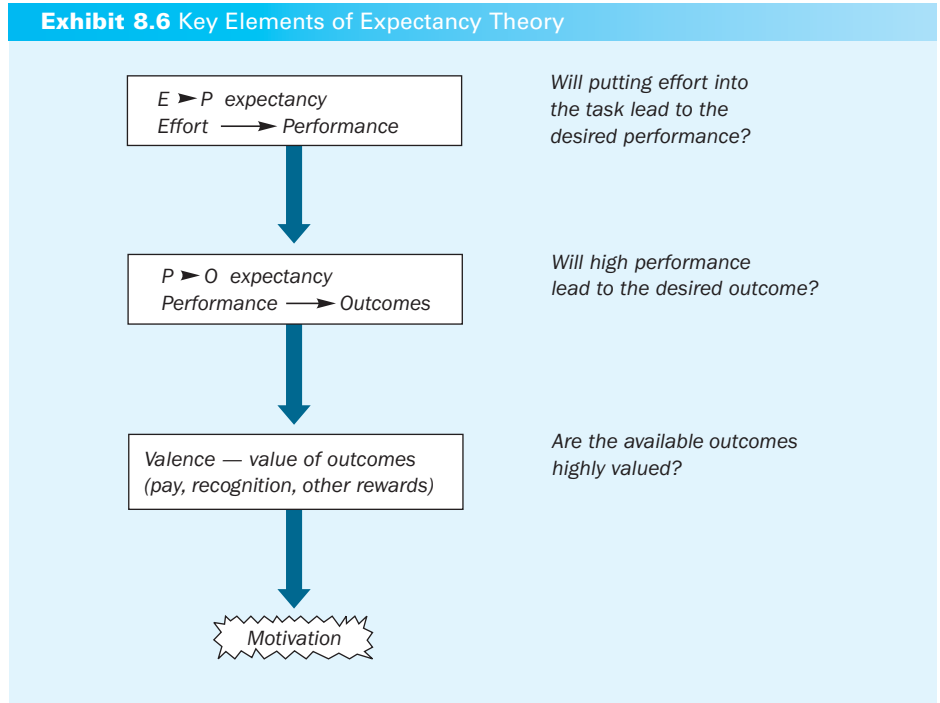 Exhibit 8.6 Key Elements of Expectancy Theory
E ➤ P expectancy
Effort ⟶ Performance
Will putting effort into
the task lead to the
desired performance?
P ➤ O expectancy
Performance ⟶ Outcomes
Will high performance
lead to the desired outcome?
Valence — value of outcomes
(pay, recognition, other rewards)
Are the available outcomes
highly valued?
Motivation